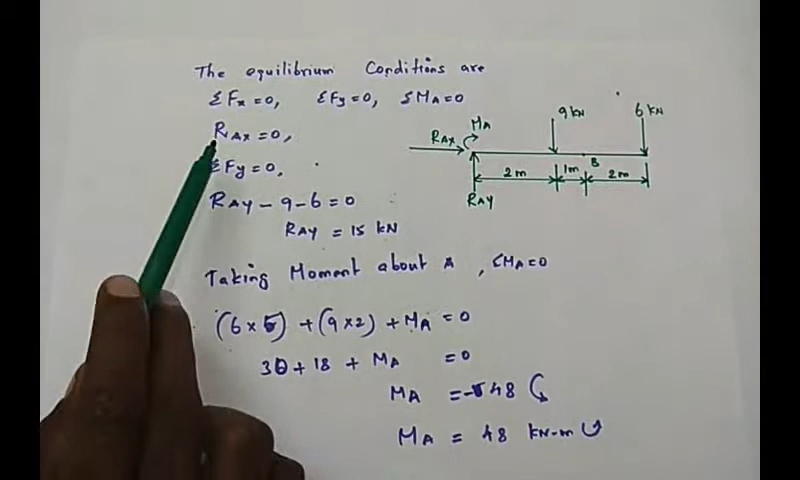 The equilibrium Conditions are
ΣFx = 0, ΣFy = 0, ΣMA = 0
RAx = 0,
ΣFy = 0,
RAy - 9 - 6 = 0
RAy = 15 kN
Taking Moment about A, ΣMA = 0
(6 × 5) + (9 × 2) + MA = 0
30 + 18 + MA = 0
MA = - 48
MA = 48 kN-m
9 kN
6 kN
MA
RAx
B
2m
1m
2m
RAy